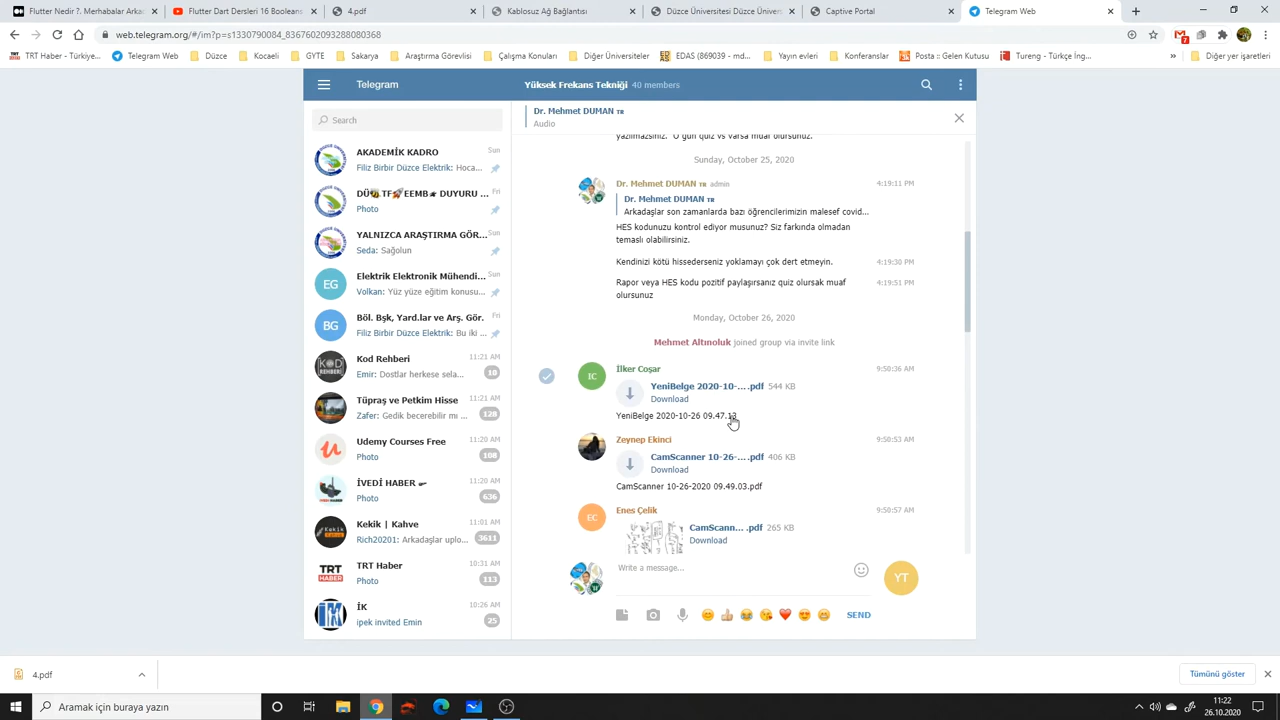 Flutter Nedir ?. Merhabalar Arkad
Flutter Dart Dersleri 16 Booleans
4.pdf
Kablosuz Ağ Bağlantısı
Düzce Üniversitesi
Captive Portal
Telegram Web
web.telegram.org/#/im?p=s1330790084_8367602093288080368
TRT Haber - Türkiye...
Telegram Web
Düzce
Kocaeli
GYTE
Sakarya
Araştırma Görevlisi
Çalışma Konuları
Diğer Üniversiteler
EDAS (869039 - md...
Yayın evleri
Konferanslar
Posta :: Gelen Kutusu
Tureng - Türkçe İng...
»
Diğer yer işaretleri
Telegram
Yüksek Frekans Tekniği 40 members
Search
Dr. Mehmet DUMAN TR
Audio
AKADEMİK KADRO
Sun
Filiz Birbir Düzce Elektrik: Hoca...
DÜ🐝TF🚀EEMB DUYURU ...
Fri
Photo
YALNIZCA ARAŞTIRMA GÖR...
Sun
Seda: Sağolun
EG
Elektrik Elektronik Mühendi...
Sun
Volkan: Yüz yüze eğitim konusu...
BG
Böl. Bşk, Yard.lar ve Arş. Gör.
Fri
Filiz Birbir Düzce Elektrik: Bu iki ...
Kod Rehberi
11:21 AM
Emir: Dostlar herkese sela...
10
Tüpraş ve Petkim Hisse
11:21 AM
Zafer: Gedik becerebilir mı ...
128
Udemy Courses Free
11:20 AM
Photo
108
İVEDİ HABER
11:20 AM
Photo
636
Kekik | Kahve
11:01 AM
Rich20201: Arkadaşlar uplo...
3611
TRT Haber
10:31 AM
Photo
113
İK
10:26 AM
ipek invited Emin
25
yazılmazsiniz. O gun quiz vs varsa muaf olursunuz.
Sunday, October 25, 2020
Dr. Mehmet DUMAN TR admin
4:19:11 PM
Dr. Mehmet DUMAN TR
Arkadaşlar son zamanlarda bazı öğrencilerimizin malesef covid...
HES kodunuzu kontrol ediyor musunuz? Siz farkında olmadan
temaslı olabilirsiniz.
Kendinizi kötü hissederseniz yoklamayı çok dert etmeyin.
4:19:30 PM
Rapor veya HES kodu pozitif paylaşırsanız quiz olursak muaf
4:19:51 PM
olursunuz
Monday, October 26, 2020
Mehmet Altınoluk joined group via invite link
IC
İlker Coşar
9:50:36 AM
YeniBelge 2020-10-....pdf 544 KB
Download
YeniBelge 2020-10-26 09.47.13
Zeynep Ekinci
9:50:53 AM
CamScanner 10-26-....pdf 406 KB
Download
CamScanner 10-26-2020 09.49.03.pdf
EC
Enes Çelik
9:50:57 AM
CamScann... .pdf 265 KB
Download
Write a message...
YT
SEND
4.pdf
Tümünü göster
Aramak için buraya yazın
11:22
26.10.2020